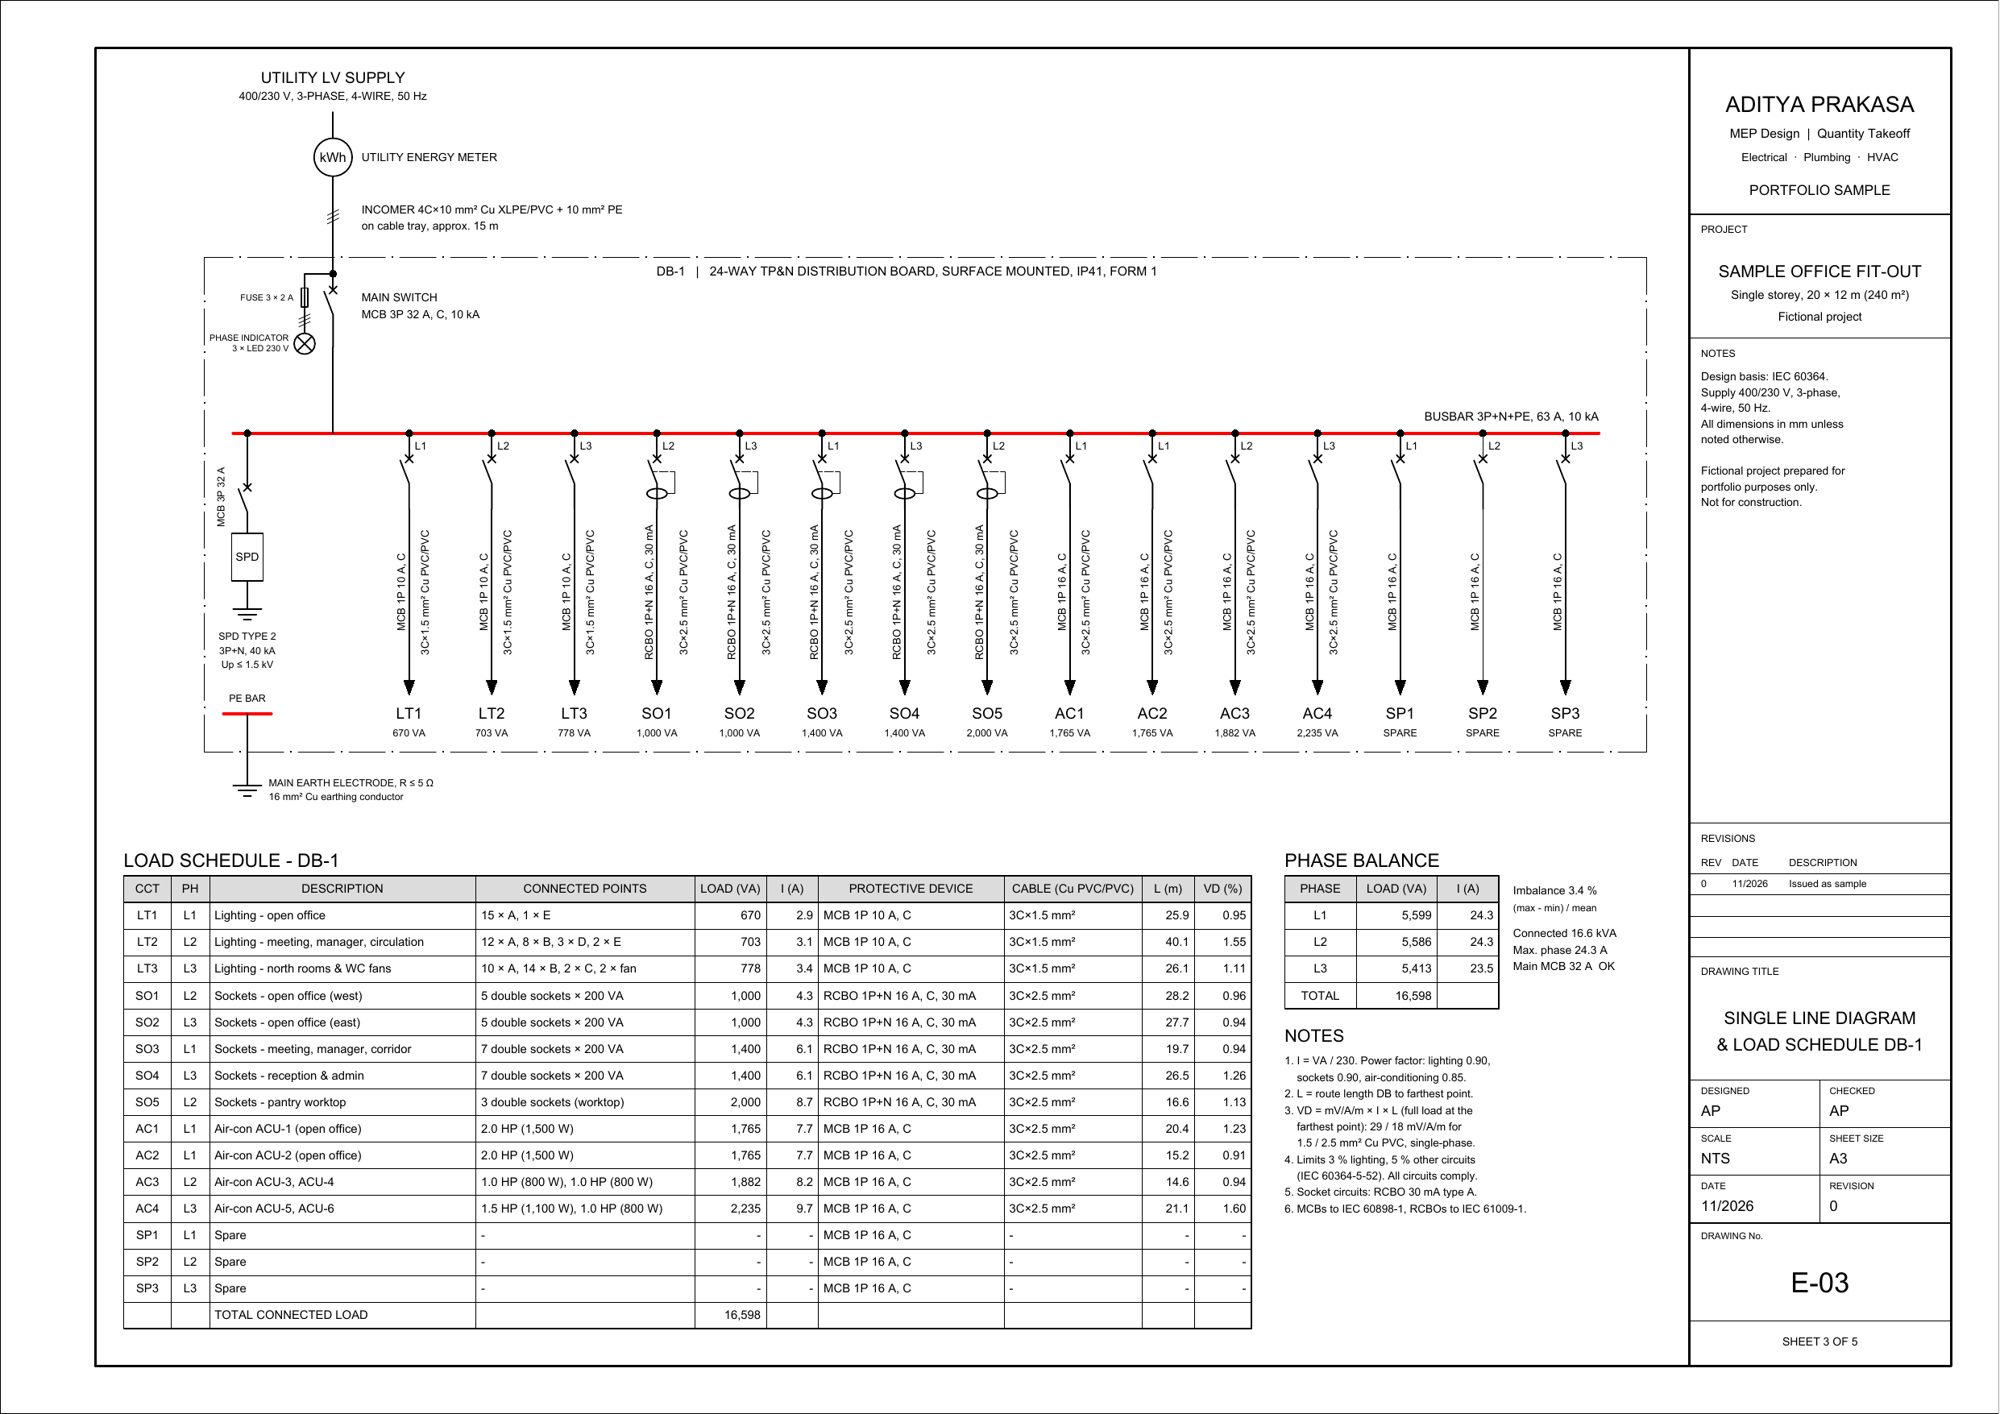 UTILITY LV SUPPLY
400/230 V, 3-PHASE, 4-WIRE, 50 Hz
kWh
UTILITY ENERGY METER
INCOMER 4C×10 mm² Cu XLPE/PVC + 10 mm² PE
on cable tray, approx. 15 m
DB-1 | 24-WAY TP&N DISTRIBUTION BOARD, SURFACE MOUNTED, IP41, FORM 1
FUSE 3 × 2 A
MAIN SWITCH
MCB 3P 32 A, C, 10 kA
PHASE INDICATOR
3 × LED 230 V
BUSBAR 3P+N+PE, 63 A, 10 kA
L1 L2 L3 L2 L3 L1 L3 L2 L1 L1 L2 L3 L1 L2 L3
MCB 3P 32 A
SPD
SPD TYPE 2
3P+N, 40 kA
Up ≤ 1.5 kV
PE BAR
MCB 1P 10 A, C
3C×1.5 mm² Cu PVC/PVC
MCB 1P 10 A, C
3C×1.5 mm² Cu PVC/PVC
MCB 1P 10 A, C
3C×1.5 mm² Cu PVC/PVC
RCBO 1P+N 16 A, C, 30 mA
3C×2.5 mm² Cu PVC/PVC
RCBO 1P+N 16 A, C, 30 mA
3C×2.5 mm² Cu PVC/PVC
RCBO 1P+N 16 A, C, 30 mA
3C×2.5 mm² Cu PVC/PVC
RCBO 1P+N 16 A, C, 30 mA
3C×2.5 mm² Cu PVC/PVC
RCBO 1P+N 16 A, C, 30 mA
3C×2.5 mm² Cu PVC/PVC
MCB 1P 16 A, C
3C×2.5 mm² Cu PVC/PVC
MCB 1P 16 A, C
3C×2.5 mm² Cu PVC/PVC
MCB 1P 16 A, C
3C×2.5 mm² Cu PVC/PVC
MCB 1P 16 A, C
3C×2.5 mm² Cu PVC/PVC
MCB 1P 16 A, C
MCB 1P 16 A, C
MCB 1P 16 A, C
LT1 LT2 LT3 SO1 SO2 SO3 SO4 SO5 AC1 AC2 AC3 AC4 SP1 SP2 SP3
670 VA 703 VA 778 VA 1,000 VA 1,000 VA 1,400 VA 1,400 VA 2,000 VA 1,765 VA 1,765 VA 1,882 VA 2,235 VA SPARE SPARE SPARE
MAIN EARTH ELECTRODE, R ≤ 5 Ω
16 mm² Cu earthing conductor
LOAD SCHEDULE - DB-1
CCT PH DESCRIPTION CONNECTED POINTS LOAD (VA) I (A) PROTECTIVE DEVICE CABLE (Cu PVC/PVC) L (m) VD (%)
LT1 L1 Lighting - open office 15 × A, 1 × E 670 2.9 MCB 1P 10 A, C 3C×1.5 mm² 25.9 0.95
LT2 L2 Lighting - meeting, manager, circulation 12 × A, 8 × B, 3 × D, 2 × E 703 3.1 MCB 1P 10 A, C 3C×1.5 mm² 40.1 1.55
LT3 L3 Lighting - north rooms & WC fans 10 × A, 14 × B, 2 × C, 2 × fan 778 3.4 MCB 1P 10 A, C 3C×1.5 mm² 26.1 1.11
SO1 L2 Sockets - open office (west) 5 double sockets × 200 VA 1,000 4.3 RCBO 1P+N 16 A, C, 30 mA 3C×2.5 mm² 28.2 0.96
SO2 L3 Sockets - open office (east) 5 double sockets × 200 VA 1,000 4.3 RCBO 1P+N 16 A, C, 30 mA 3C×2.5 mm² 27.7 0.94
SO3 L1 Sockets - meeting, manager, corridor 7 double sockets × 200 VA 1,400 6.1 RCBO 1P+N 16 A, C, 30 mA 3C×2.5 mm² 19.7 0.94
SO4 L3 Sockets - reception & admin 7 double sockets × 200 VA 1,400 6.1 RCBO 1P+N 16 A, C, 30 mA 3C×2.5 mm² 26.5 1.26
SO5 L2 Sockets - pantry worktop 3 double sockets (worktop) 2,000 8.7 RCBO 1P+N 16 A, C, 30 mA 3C×2.5 mm² 16.6 1.13
AC1 L1 Air-con ACU-1 (open office) 2.0 HP (1,500 W) 1,765 7.7 MCB 1P 16 A, C 3C×2.5 mm² 20.4 1.23
AC2 L1 Air-con ACU-2 (open office) 2.0 HP (1,500 W) 1,765 7.7 MCB 1P 16 A, C 3C×2.5 mm² 15.2 0.91
AC3 L2 Air-con ACU-3, ACU-4 1.0 HP (800 W), 1.0 HP (800 W) 1,882 8.2 MCB 1P 16 A, C 3C×2.5 mm² 14.6 0.94
AC4 L3 Air-con ACU-5, ACU-6 1.5 HP (1,100 W), 1.0 HP (800 W) 2,235 9.7 MCB 1P 16 A, C 3C×2.5 mm² 21.1 1.60
SP1 L1 Spare - - - MCB 1P 16 A, C - - -
SP2 L2 Spare - - - MCB 1P 16 A, C - - -
SP3 L3 Spare - - - MCB 1P 16 A, C - - -
TOTAL CONNECTED LOAD 16,598
PHASE BALANCE
PHASE LOAD (VA) I (A)
L1 5,599 24.3
L2 5,586 24.3
L3 5,413 23.5
TOTAL 16,598
Imbalance 3.4 %
(max - min) / mean
Connected 16.6 kVA
Max. phase 24.3 A
Main MCB 32 A OK
NOTES
1. I = VA / 230. Power factor: lighting 0.90,
sockets 0.90, air-conditioning 0.85.
2. L = route length DB to farthest point.
3. VD = mV/A/m × I × L (full load at the
farthest point): 29 / 18 mV/A/m for
1.5 / 2.5 mm² Cu PVC, single-phase.
4. Limits 3 % lighting, 5 % other circuits
(IEC 60364-5-52). All circuits comply.
5. Socket circuits: RCBO 30 mA type A.
6. MCBs to IEC 60898-1, RCBOs to IEC 61009-1.
ADITYA PRAKASA
MEP Design | Quantity Takeoff
Electrical · Plumbing · HVAC
PORTFOLIO SAMPLE
PROJECT
SAMPLE OFFICE FIT-OUT
Single storey, 20 × 12 m (240 m²)
Fictional project
NOTES
Design basis: IEC 60364.
Supply 400/230 V, 3-phase,
4-wire, 50 Hz.
All dimensions in mm unless
noted otherwise.
Fictional project prepared for
portfolio purposes only.
Not for construction.
REVISIONS
REV DATE DESCRIPTION
0 11/2026 Issued as sample
DRAWING TITLE
SINGLE LINE DIAGRAM
& LOAD SCHEDULE DB-1
DESIGNED CHECKED
AP AP
SCALE SHEET SIZE
NTS A3
DATE REVISION
11/2026 0
DRAWING No.
E-03
SHEET 3 OF 5